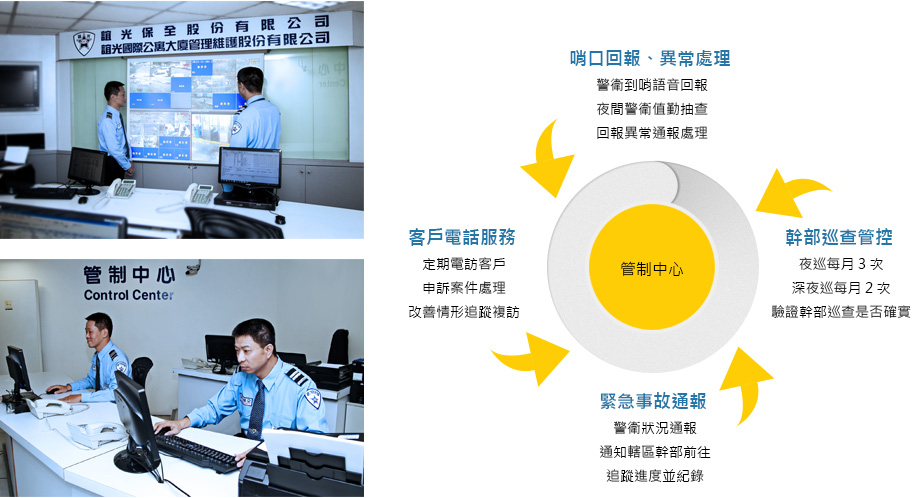 誼光保全股份有限公司
誼光國際公寓大廈管理維護股份有限公司
中心
Center
管制中心
Control Center
哨口回報、異常處理
警衛到哨語音回報
夜間警衛值勤抽查
回報異常通報處理
客戶電話服務
定期電訪客戶
申訴案件處理
改善情形追蹤複訪
管制中心
幹部巡查管控
夜巡每月 3 次
深夜巡每月 2 次
驗證幹部巡查是否確實
緊急事故通報
警衛狀況通報
通知轄區幹部前往
追蹤進度並紀錄